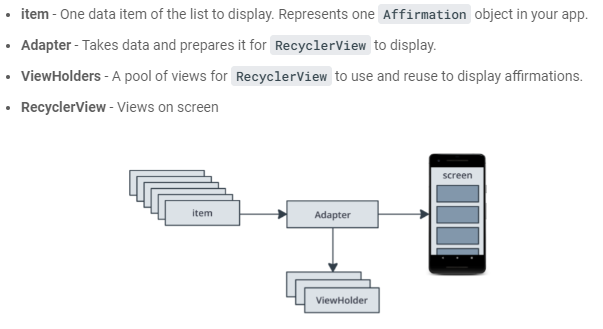 • item - One data item of the list to display. Represents one Affirmation object in your app.
• Adapter - Takes data and prepares it for RecyclerView to display.
• ViewHolders - A pool of views for RecyclerView to use and reuse to display affirmations.
• RecyclerView - Views on screen
screen
item
Adapter
ViewHolder